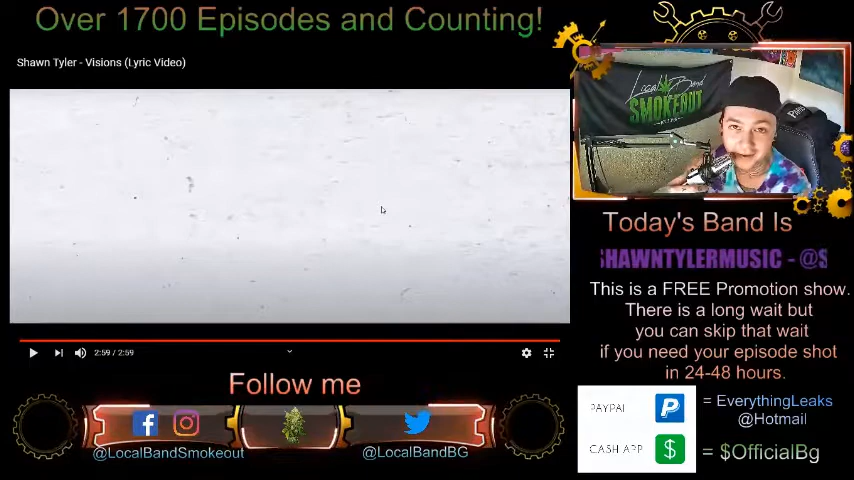 Over 1700 Episodes and Counting!
Shawn Tyler - Visions (Lyric Video)
Local Band
SMOKEOUT
Today's Band Is
SHAWNTYLERMUSIC - @S
This is a FREE Promotion show.
There is a long wait but
you can skip that wait
if you need your episode shot
in 24-48 hours.
2:59 / 2:59
Follow me
@LocalBandSmokeout
@LocalBandBG
PAYPAL
P
= EverythingLeaks
@Hotmail
CASH APP
$
= $OfficialBg